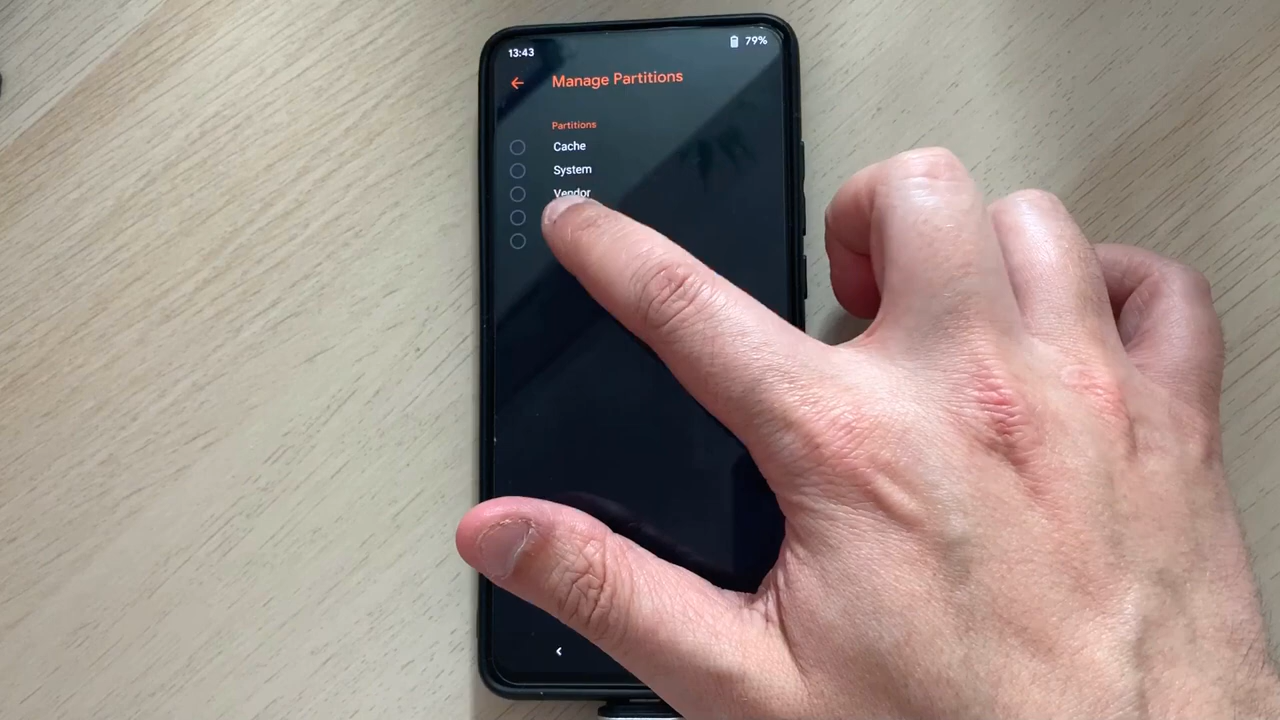 13:43
79%
Manage Partitions
Partitions
Cache
System
Vendor